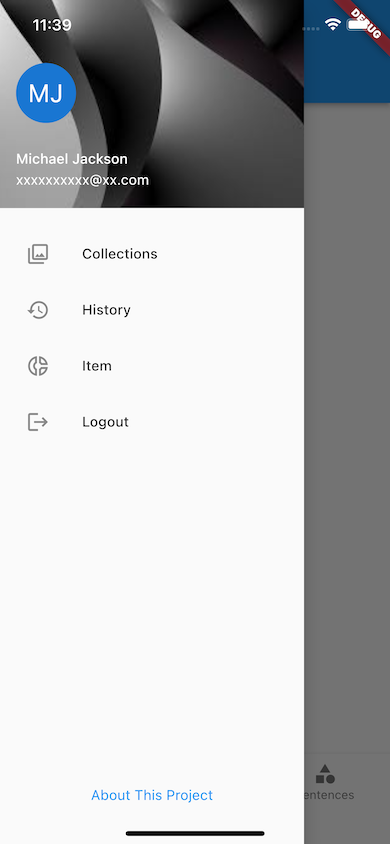 11:39
DEBUG
MJ
Michael Jackson
xxxxxxxxxx@xx.com
Collections
History
Item
Logout
entences
About This Project